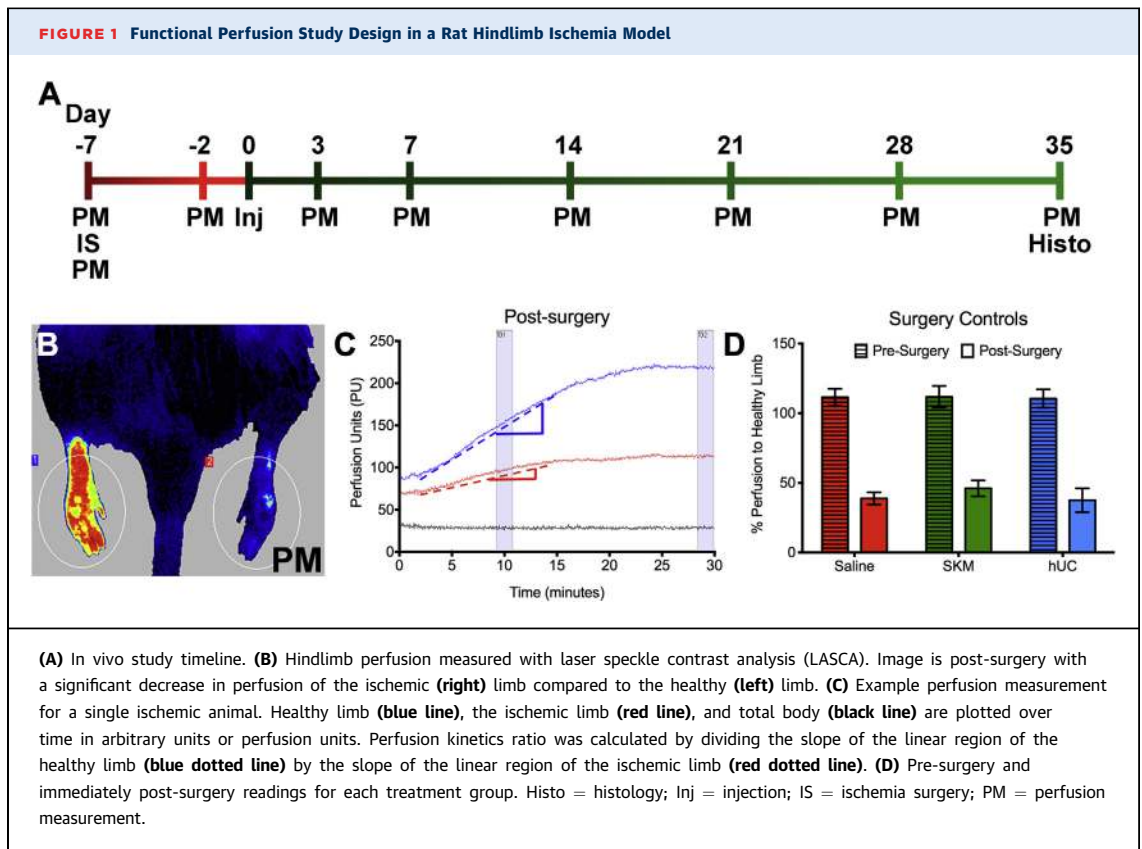 FIGURE 1 Functional Perfusion Study Design in a Rat Hindlimb Ischemia Model
A
Day
-7 -2 0 3 7 14 21 28 35
PM PM Inj PM PM PM PM PM PM
IS Histo
PM
B
1
2
PM
C
Post-surgery
250
200
150
100
50
0
Perfusion Units (PU)
0 5 10 15 20 25 30
Time (minutes)
D
Surgery Controls
Pre-Surgery Post-Surgery
150
100
50
0
% Perfusion to Healthy Limb
Saline SKM hUC
(A) In vivo study timeline. (B) Hindlimb perfusion measured with laser speckle contrast analysis (LASCA). Image is post-surgery with
a significant decrease in perfusion of the ischemic (right) limb compared to the healthy (left) limb. (C) Example perfusion measurement
for a single ischemic animal. Healthy limb (blue line), the ischemic limb (red line), and total body (black line) are plotted over
time in arbitrary units or perfusion units. Perfusion kinetics ratio was calculated by dividing the slope of the linear region of the
healthy limb (blue dotted line) by the slope of the linear region of the ischemic limb (red dotted line). (D) Pre-surgery and
immediately post-surgery readings for each treatment group. Histo = histology; Inj = injection; IS = ischemia surgery; PM = perfusion
measurement.